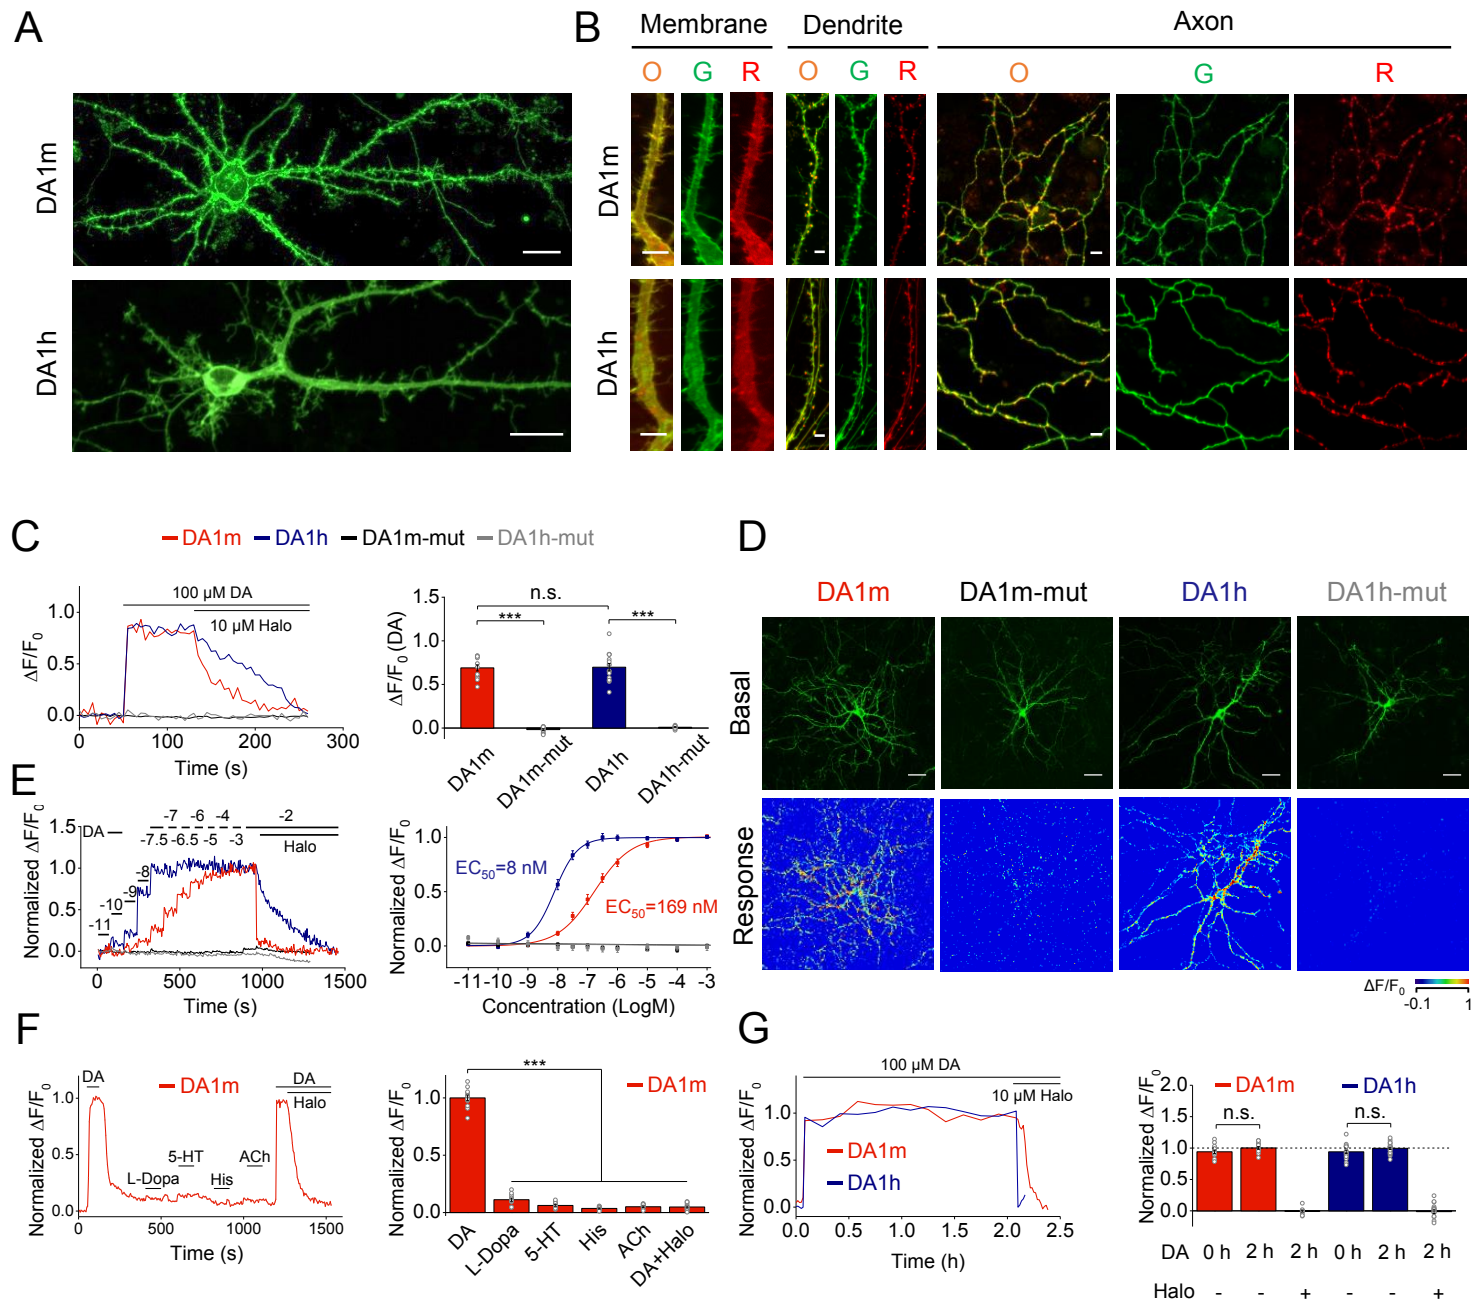 A
DA1m
DA1h
B
Membrane Dendrite Axon
O G R O G R O G R
DA1m
DA1h
C
DA1m DA1h DA1m-mut DA1h-mut
100 µM DA
10 µM Halo
ΔF/F0
1.0
0.5
0.0
0 100 200 300
Time (s)
n.s.
*** ***
ΔF/F0 (DA)
1.5
1.0
0.5
0.0
DA1m DA1m-mut DA1h DA1h-mut
D
DA1m DA1m-mut DA1h DA1h-mut
Basal
Response
ΔF/F0
-0.1 1
E
-7 -6 -4 -2
DA
-7.5 -6.5 -5 -3 Halo
-8
-9
-10
-11
Normalized ΔF/F0
1.5
1.0
0.5
0.0
0 500 1000 1500
Time (s)
Normalized ΔF/F0
1.0
0.5
0.0
EC50=8 nM
EC50=169 nM
-11 -10 -9 -8 -7 -6 -5 -4 -3
Concentration (LogM)
F
DA
DA1m
DA
Halo
5-HT ACh
L-Dopa His
Normalized ΔF/F0
1.0
0.5
0.0
0 500 1000 1500
Time (s)
***
DA1m
Normalized ΔF/F0
1.0
0.5
0.0
DA L-Dopa 5-HT His ACh DA+Halo
G
100 µM DA
10 µM Halo
DA1m
DA1h
Normalized ΔF/F0
1.0
0.5
0.0
0.0 0.5 1.0 1.5 2.0 2.5
Time (h)
DA1m DA1h
n.s. n.s.
Normalized ΔF/F0
2.0
1.5
1.0
0.5
0.0
DA 0 h 2 h 2 h 0 h 2 h 2 h
Halo - - + - - +